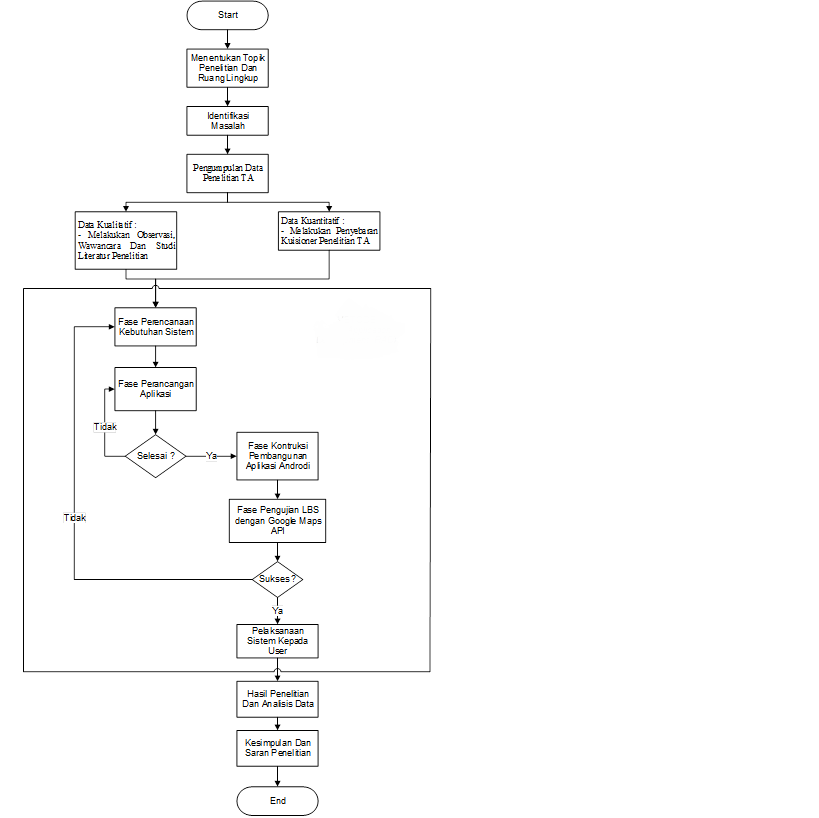 Start
Menentukan Topik
Penelitian Dan
Ruang Lingkup
Identifikasi
Masalah
Pengumpulan Data
Penelitian TA
Data Kualitatif :
- Melakukan Observasi,
Wawancara Dan Studi
Literatur Penelitian
Data Kuantitatif :
- Melakukan Penyebaran
Kuisioner Penelitian TA
Fase Perencanaan
Kebutuhan Sistem
Fase Perancangan
Aplikasi
Tidak
Selesai ?
Ya
Fase Kontruksi
Pembangunan
Aplikasi Androdi
Fase Pengujian LBS
dengan Google Maps
API
Tidak
Sukses ?
Ya
Pelaksanaan
Sistem Kepada
User
Hasil Penelitian
Dan Analisis Data
Kesimpulan Dan
Saran Penelitian
End